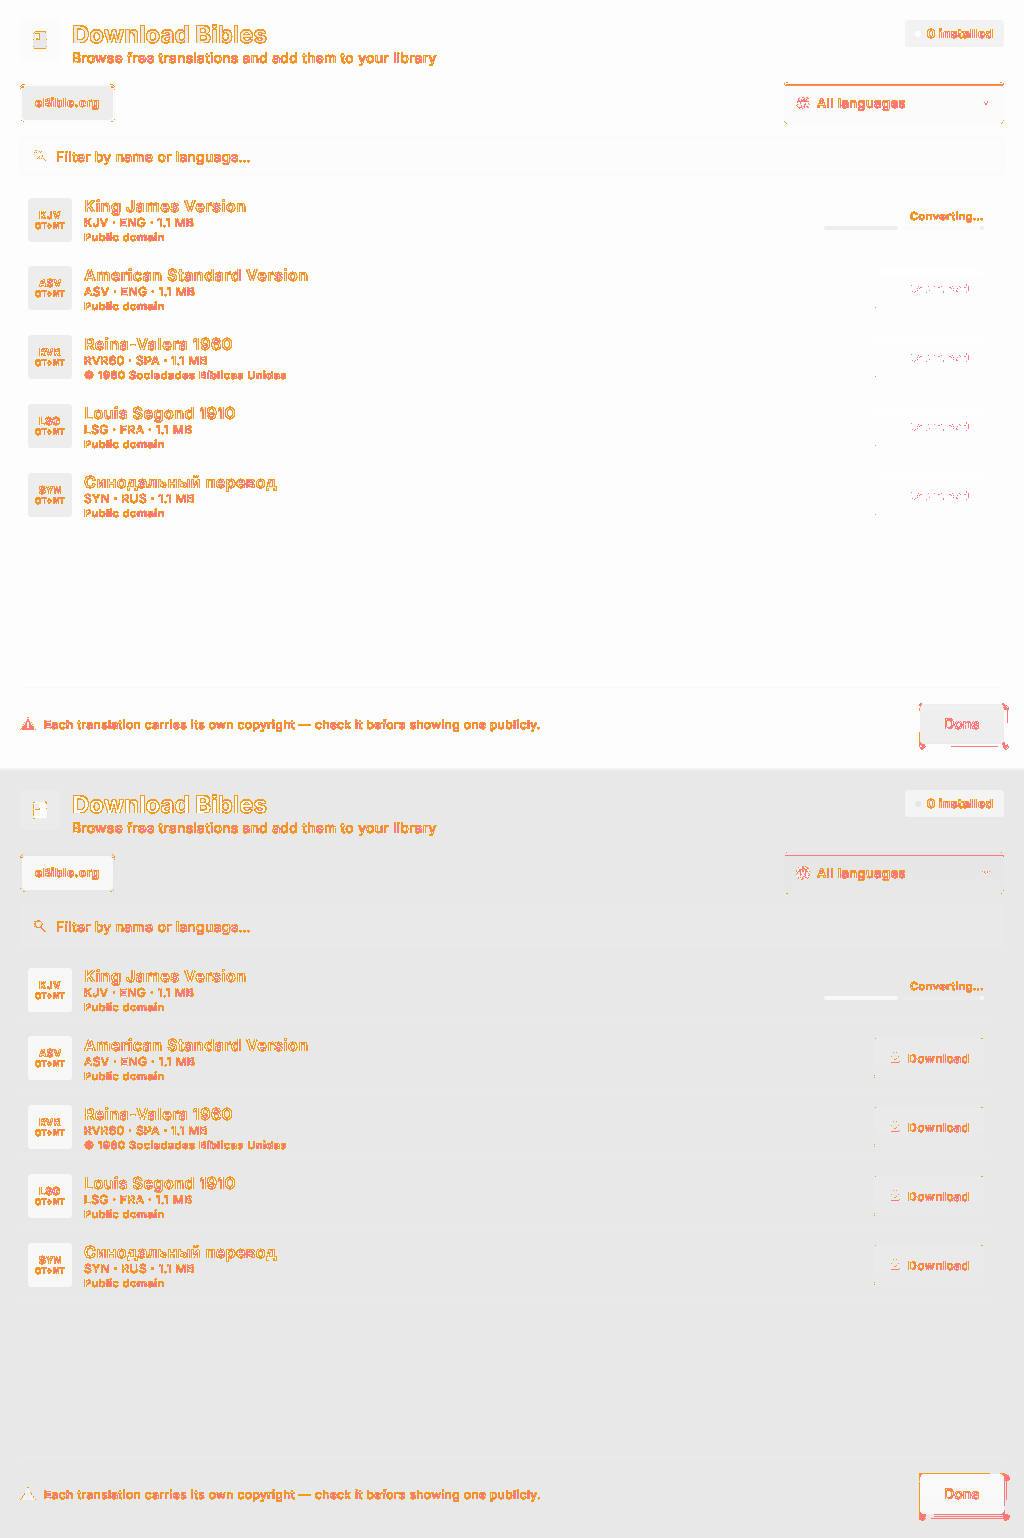 Download Bibles
Browse free translations and add them to your library
0 installed
eBible.org
All languages
Filter by name or language...
KJV
OT+NT
King James Version
KJV · ENG · 1.1 MB
Public domain
Converting...
ASV
OT+NT
American Standard Version
ASV · ENG · 1.1 MB
Public domain
Download
RVR
OT+NT
Reina-Valera 1960
RVR60 · SPA · 1.1 MB
© 1960 Sociedades Bíblicas Unidas
Download
LSG
OT+NT
Louis Segond 1910
LSG · FRA · 1.1 MB
Public domain
Download
SYN
OT+NT
Синодальный перевод
SYN · RUS · 1.1 MB
Public domain
Download
Each translation carries its own copyright — check it before showing one publicly.
Done
Download Bibles
Browse free translations and add them to your library
0 installed
eBible.org
All languages
Filter by name or language...
KJV
OT+NT
King James Version
KJV · ENG · 1.1 MB
Public domain
Converting...
ASV
OT+NT
American Standard Version
ASV · ENG · 1.1 MB
Public domain
Download
RVR
OT+NT
Reina-Valera 1960
RVR60 · SPA · 1.1 MB
© 1960 Sociedades Bíblicas Unidas
Download
LSG
OT+NT
Louis Segond 1910
LSG · FRA · 1.1 MB
Public domain
Download
SYN
OT+NT
Синодальный перевод
SYN · RUS · 1.1 MB
Public domain
Download
Each translation carries its own copyright — check it before showing one publicly.
Done